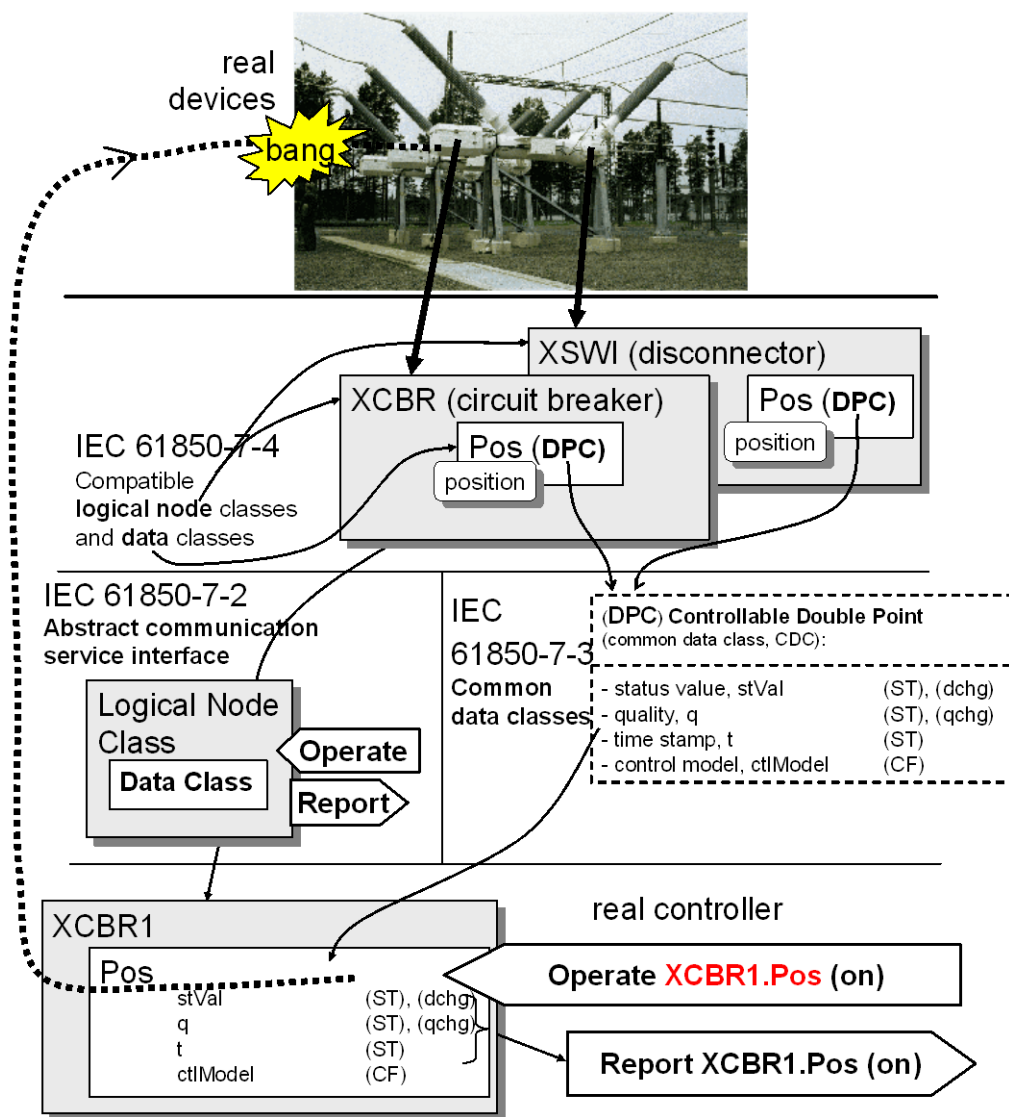 real
devices
bang
XSWI (disconnector)
Pos (DPC)
position
XCBR (circuit breaker)
Pos (DPC)
position
IEC 61850-7-4
Compatible
logical node classes
and data classes
IEC 61850-7-2
Abstract communication
service interface
Logical Node
Class
Data Class
Operate
Report
IEC
61850-7-3
Common
data classes
(DPC) Controllable Double Point
(common data class, CDC):
- status value, stVal (ST), (dchg)
- quality, q (ST), (qchg)
- time stamp, t (ST)
- control model, ctlModel (CF)
real controller
XCBR1
Pos
stVal (ST), (dchg)
q (ST), (qchg)
t (ST)
ctlModel (CF)
Operate XCBR1.Pos (on)
Report XCBR1.Pos (on)